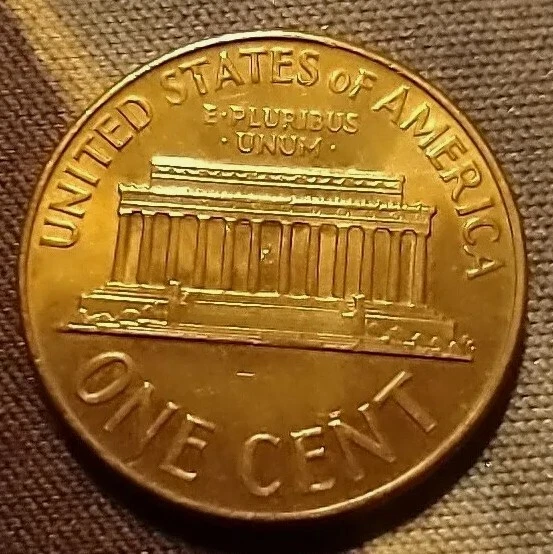 UNITED STATES OF AMERICA
E·PLURIBUS
·UNUM·
ONE CENT